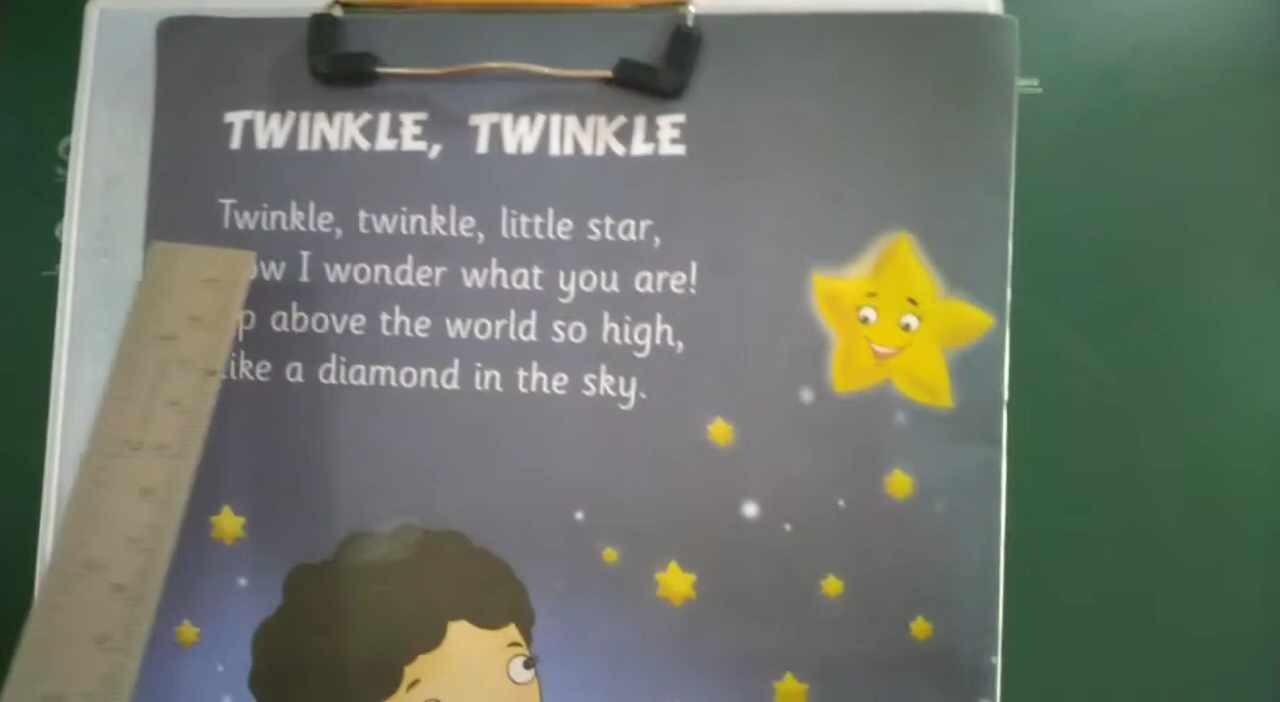 TWINKLE, TWINKLE
Twinkle, twinkle, little star,
ow I wonder what you are!
p above the world so high,
ike a diamond in the sky.